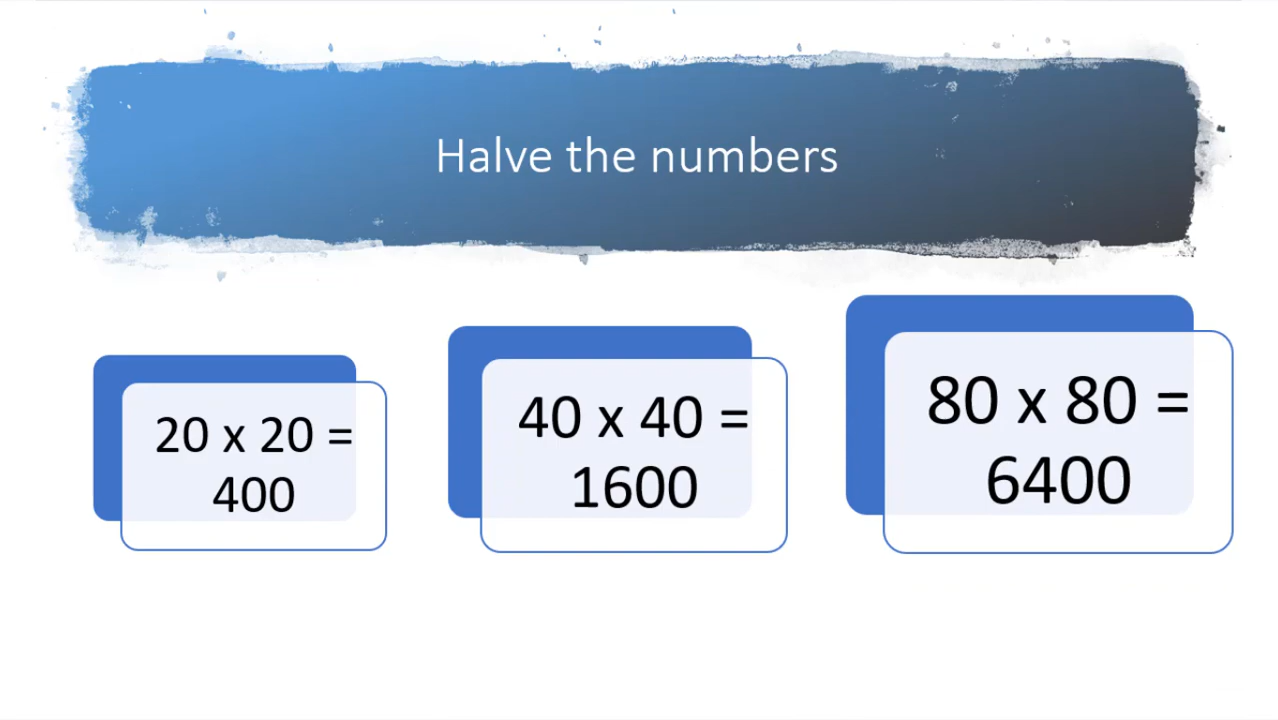 Halve the numbers
20 x 20 =
400
40 x 40 =
1600
80 x 80 =
6400